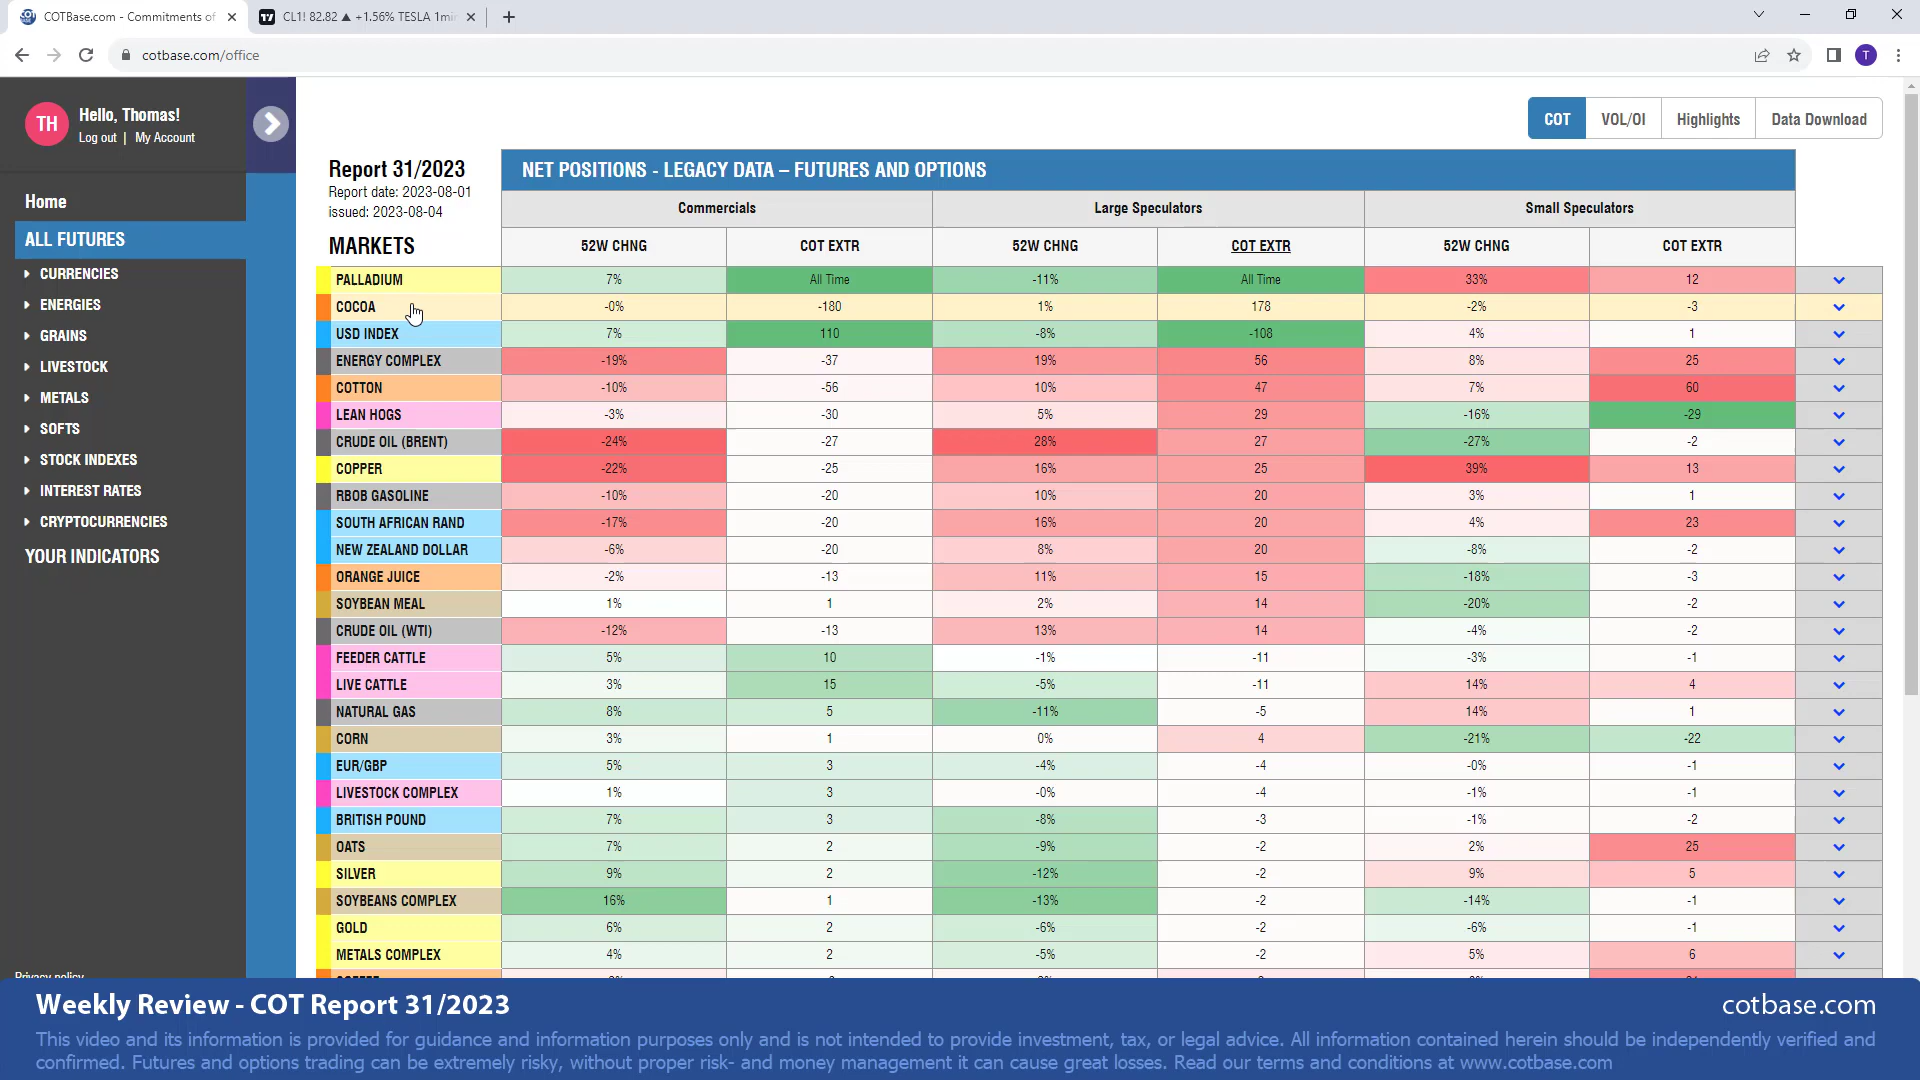 COTBase.com - Commitments of
CL1! 82.82 ▲ +1.56% TESLA 1min
cotbase.com/office
T
TH
Hello, Thomas!
Log out | My Account
Home
ALL FUTURES
CURRENCIES
ENERGIES
GRAINS
LIVESTOCK
METALS
SOFTS
STOCK INDEXES
INTEREST RATES
CRYPTOCURRENCIES
YOUR INDICATORS
Privacy policy
COT VOL/OI Highlights Data Download
Report 31/2023
Report date: 2023-08-01
issued: 2023-08-04
MARKETS
NET POSITIONS - LEGACY DATA – FUTURES AND OPTIONS
Commercials Large Speculators Small Speculators
52W CHNG COT EXTR 52W CHNG COT EXTR 52W CHNG COT EXTR
PALLADIUM 7% All Time -11% All Time 33% 12
COCOA -0% -180 1% 178 -2% -3
USD INDEX 7% 110 -8% -108 4% 1
ENERGY COMPLEX -19% -37 19% 56 8% 25
COTTON -10% -56 10% 47 7% 60
LEAN HOGS -3% -30 5% 29 -16% -29
CRUDE OIL (BRENT) -24% -27 28% 27 -27% -2
COPPER -22% -25 16% 25 39% 13
RBOB GASOLINE -10% -20 10% 20 3% 1
SOUTH AFRICAN RAND -17% -20 16% 20 4% 23
NEW ZEALAND DOLLAR -6% -20 8% 20 -8% -2
ORANGE JUICE -2% -13 11% 15 -18% -3
SOYBEAN MEAL 1% 1 2% 14 -20% -2
CRUDE OIL (WTI) -12% -13 13% 14 -4% -2
FEEDER CATTLE 5% 10 -1% -11 -3% -1
LIVE CATTLE 3% 15 -5% -11 14% 4
NATURAL GAS 8% 5 -11% -5 14% 1
CORN 3% 1 0% 4 -21% -22
EUR/GBP 5% 3 -4% -4 -0% -1
LIVESTOCK COMPLEX 1% 3 -0% -4 -1% -1
BRITISH POUND 7% 3 -8% -3 -1% -2
OATS 7% 2 -9% -2 2% 25
SILVER 9% 2 -12% -2 9% 5
SOYBEANS COMPLEX 16% 1 -13% -2 -14% -1
GOLD 6% 2 -6% -2 -6% -1
METALS COMPLEX 4% 2 -5% -2 5% 6
Weekly Review - COT Report 31/2023
cotbase.com
This video and its information is provided for guidance and information purposes only and is not intended to provide investment, tax, or legal advice. All information contained herein should be independently verified and
confirmed. Futures and options trading can be extremely risky, without proper risk- and money management it can cause great losses. Read our terms and conditions at www.cotbase.com